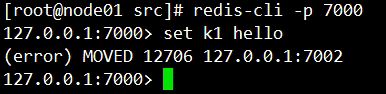 [root@node01 src]# redis-cli -p 7000
127.0.0.1:7000> set k1 hello
(error) MOVED 12706 127.0.0.1:7002
127.0.0.1:7000>